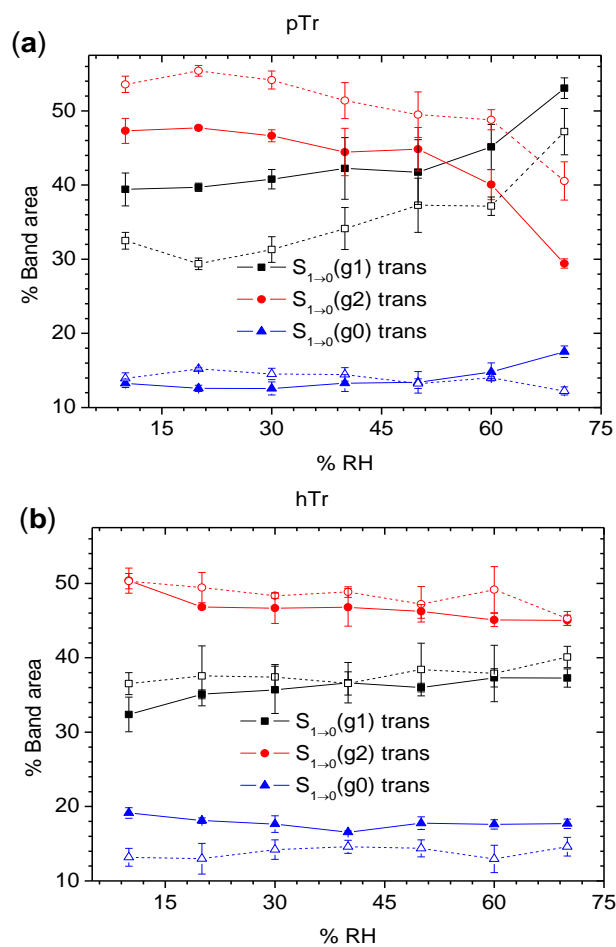 pTr
(a)
% Band area
50
40
30
20
10
S1→0(g1) trans
S1→0(g2) trans
S1→0(g0) trans
15 30 45 60 75
% RH
hTr
(b)
% Band area
50
40
30
20
10
S1→0(g1) trans
S1→0(g2) trans
S1→0(g0) trans
15 30 45 60 75
% RH